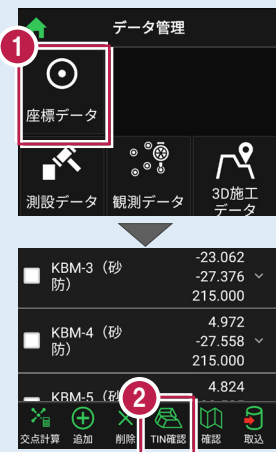 データ管理
1
座標データ
測設データ
観測データ
3D施工
データ
KBM-3（砂
防）
-23.062
-27.376
215.000
KBM-4（砂
防）
4.972
-27.558
215.000
KBM-5（砂
4.824
2
交点計算
追加
削除
TIN確認
確認
取込